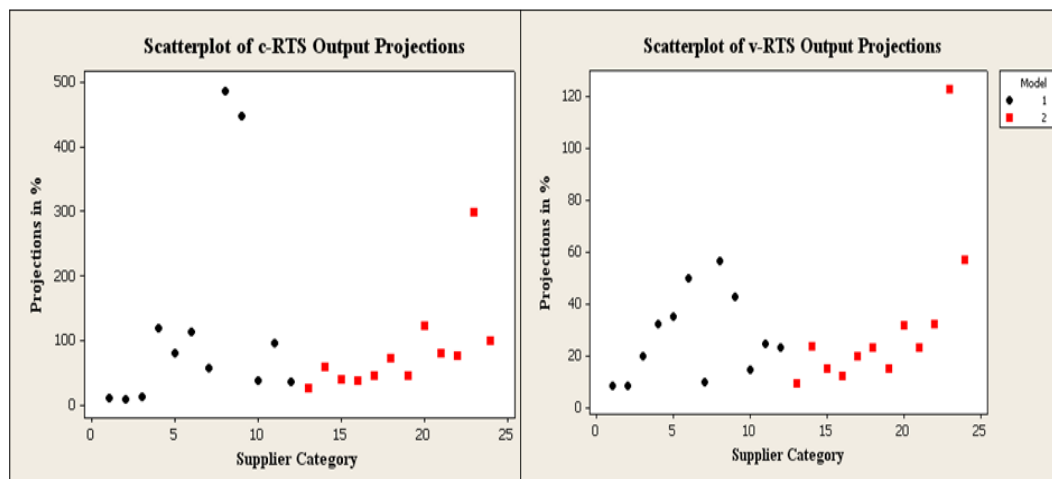 Scatterplot of c-RTS Output Projections
500
400
300
200
100
0
Projections in %
0 5 10 15 20 25
Supplier Category
Scatterplot of v-RTS Output Projections
120
100
80
60
40
20
0
Projections in %
0 5 10 15 20 25
Supplier Category
Model
1
2